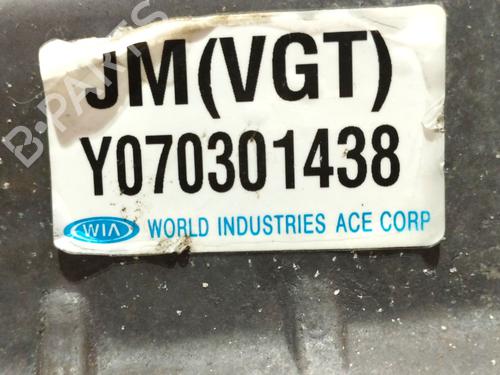 JM(VGT)
Y070301438
WIA WORLD INDUSTRIES ACE CORP
B-PARTS